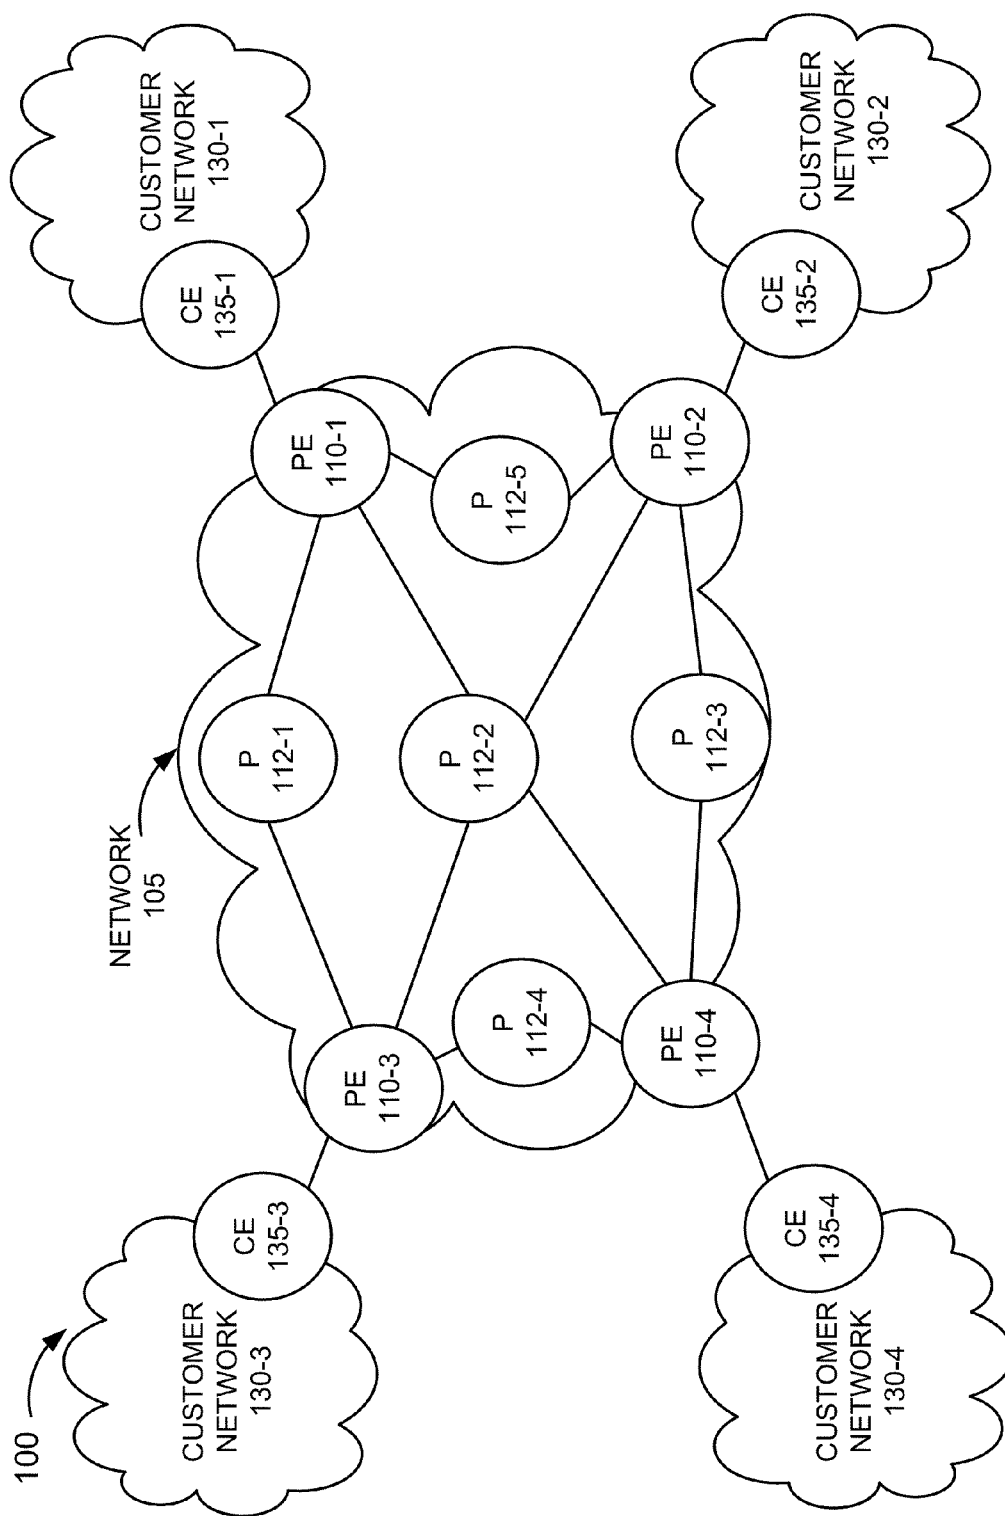 100
CUSTOMER
NETWORK
130-3
CE
135-3
NETWORK
105
PE
110-3
P
112-1
PE
110-1
CE
135-1
CUSTOMER
NETWORK
130-1
P
112-4
P
112-2
P
112-5
PE
110-4
P
112-3
PE
110-2
CE
135-4
CUSTOMER
NETWORK
130-4
CE
135-2
CUSTOMER
NETWORK
130-2